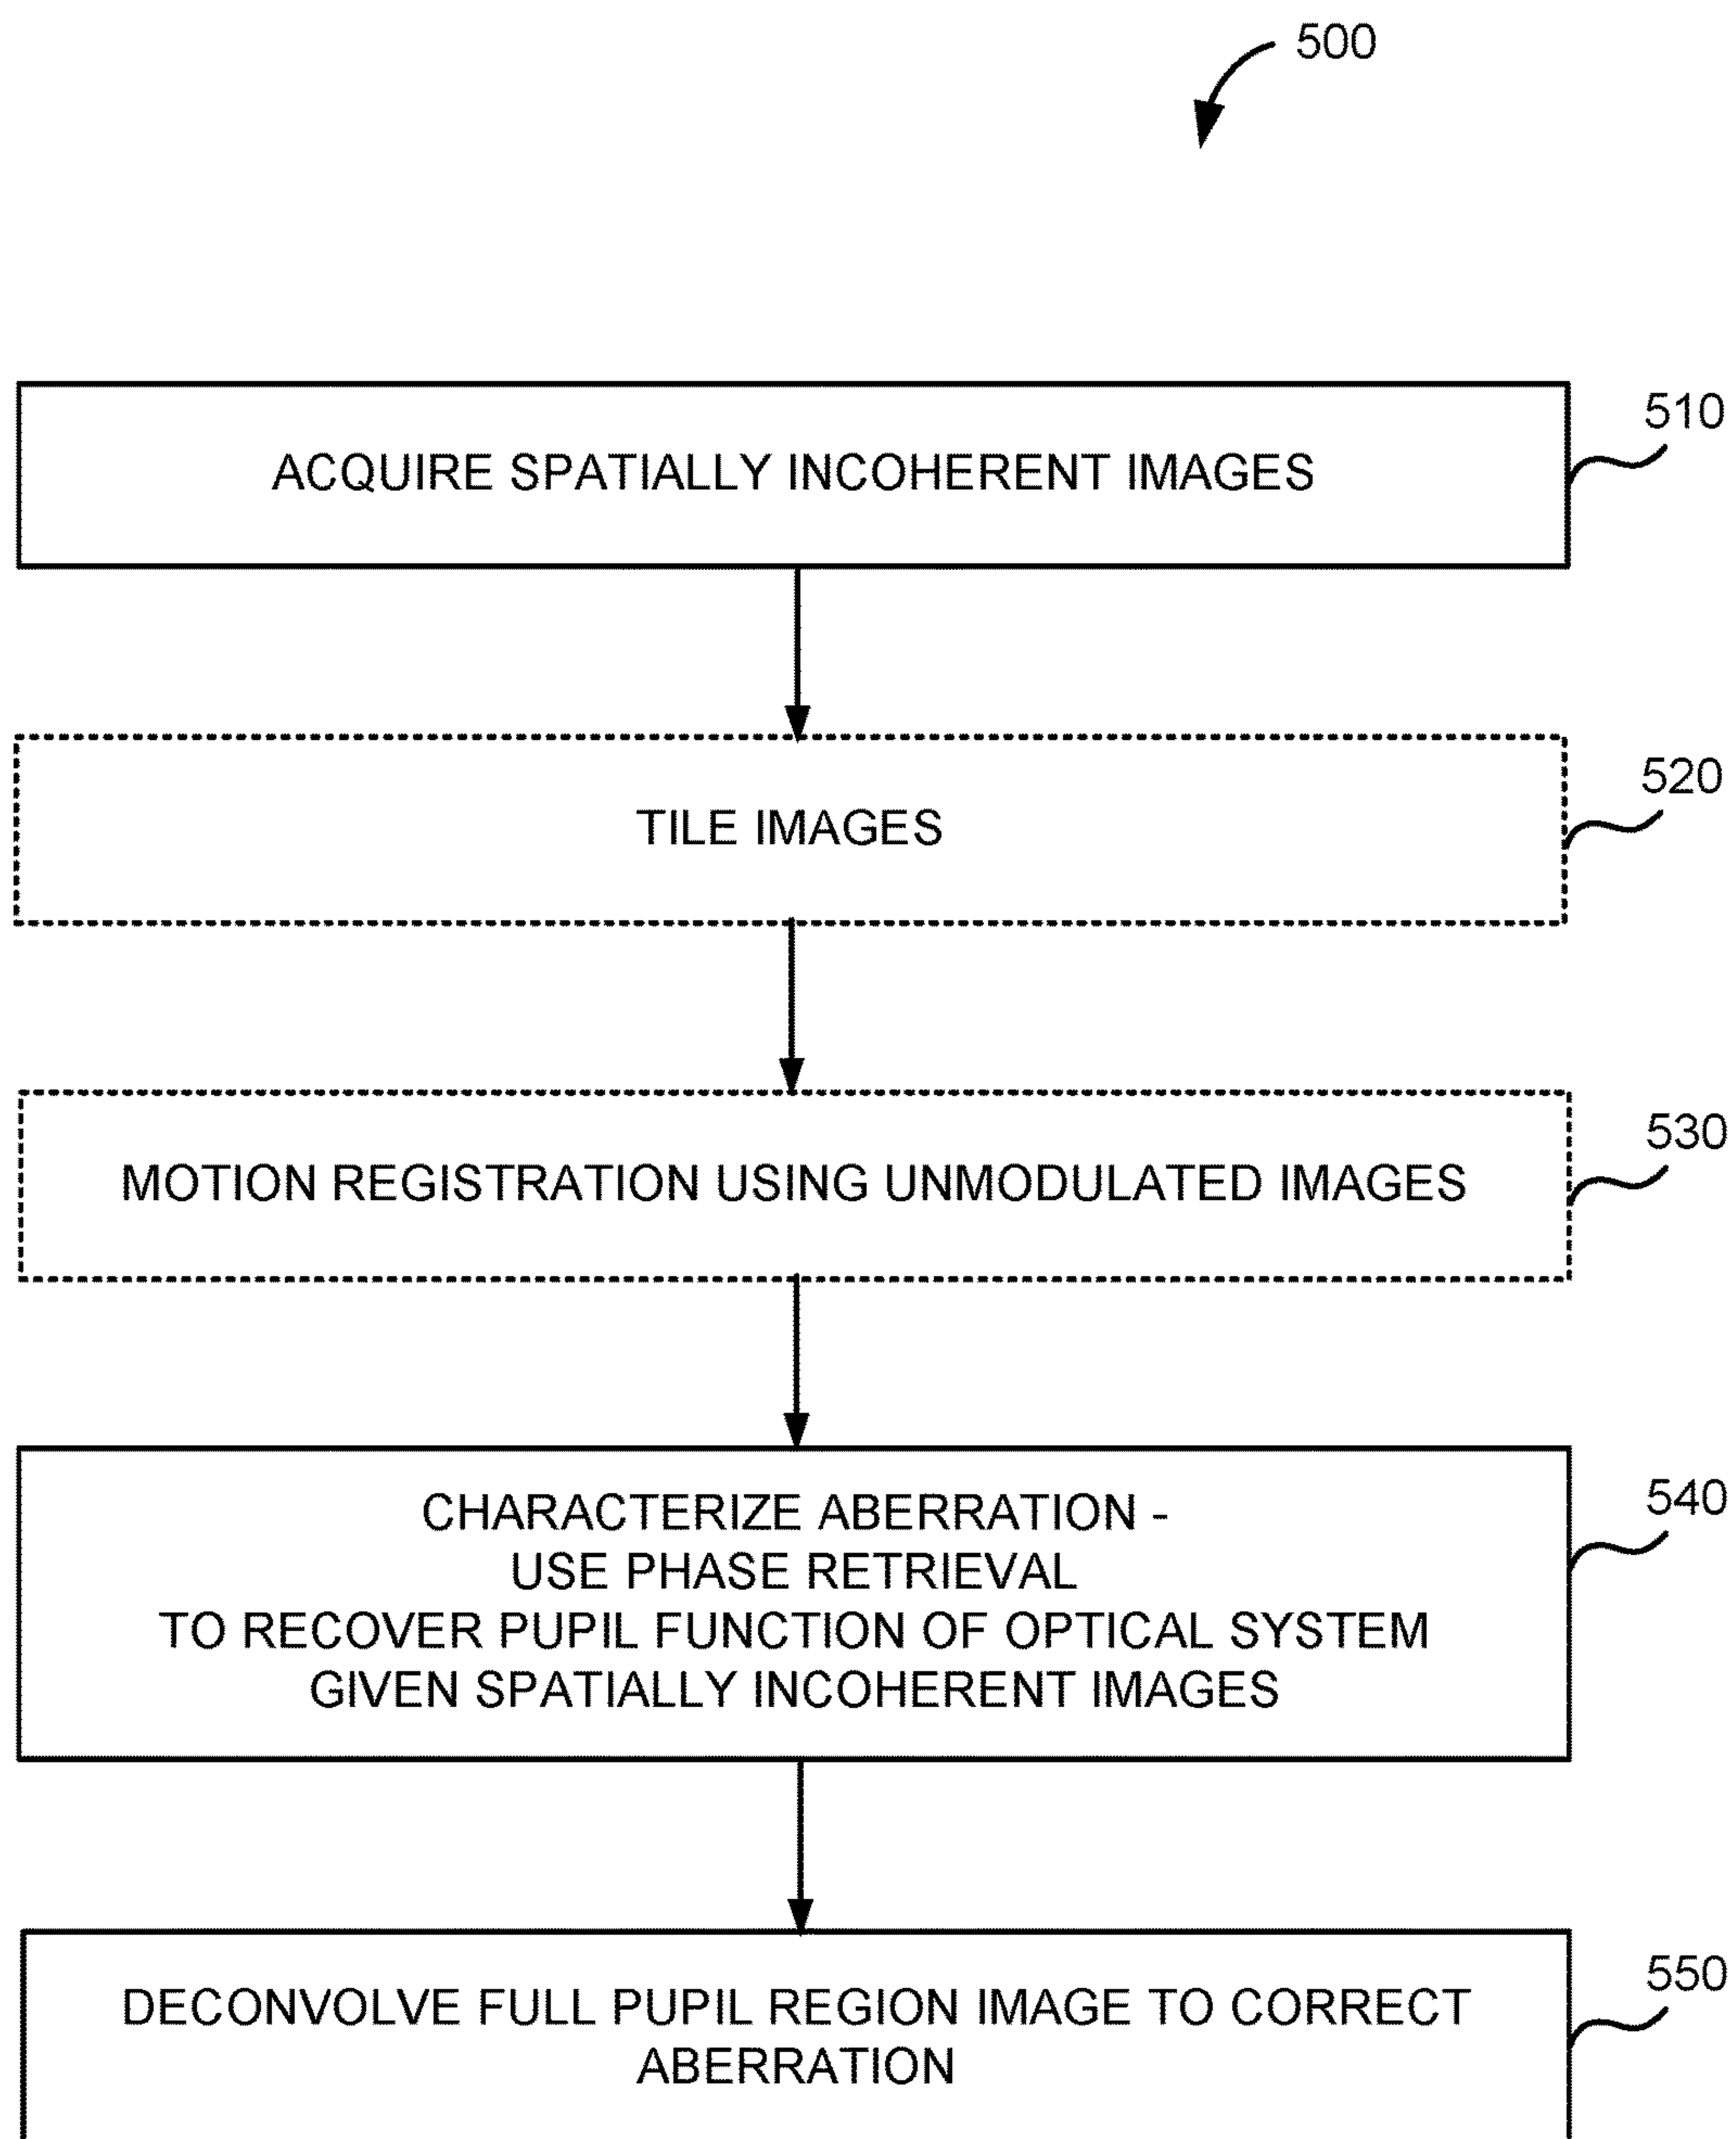 500
ACQUIRE SPATIALLY INCOHERENT IMAGES
510
TILE IMAGES
520
MOTION REGISTRATION USING UNMODULATED IMAGES
530
CHARACTERIZE ABERRATION -
USE PHASE RETRIEVAL
TO RECOVER PUPIL FUNCTION OF OPTICAL SYSTEM
GIVEN SPATIALLY INCOHERENT IMAGES
540
DECONVOLVE FULL PUPIL REGION IMAGE TO CORRECT
ABERRATION
550